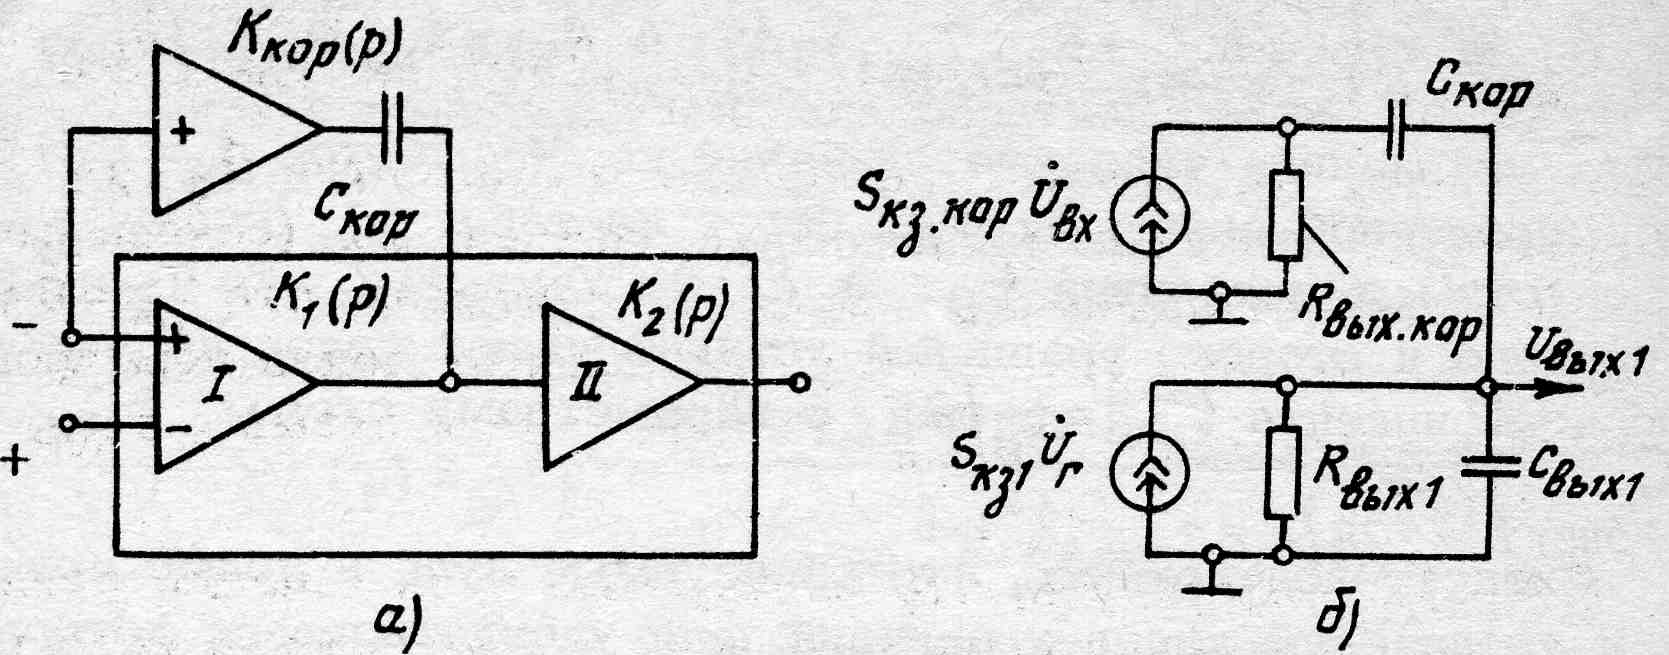 Kкор(p)
+
Cкор
K₁(p)
K₂(p)
−
+
I
II
−
+
а)
Cкор
Sкз.кор U̇вх
Rвых.кор
Uвых1
Sкз1 U̇г
Rвых1
Cвых1
б)